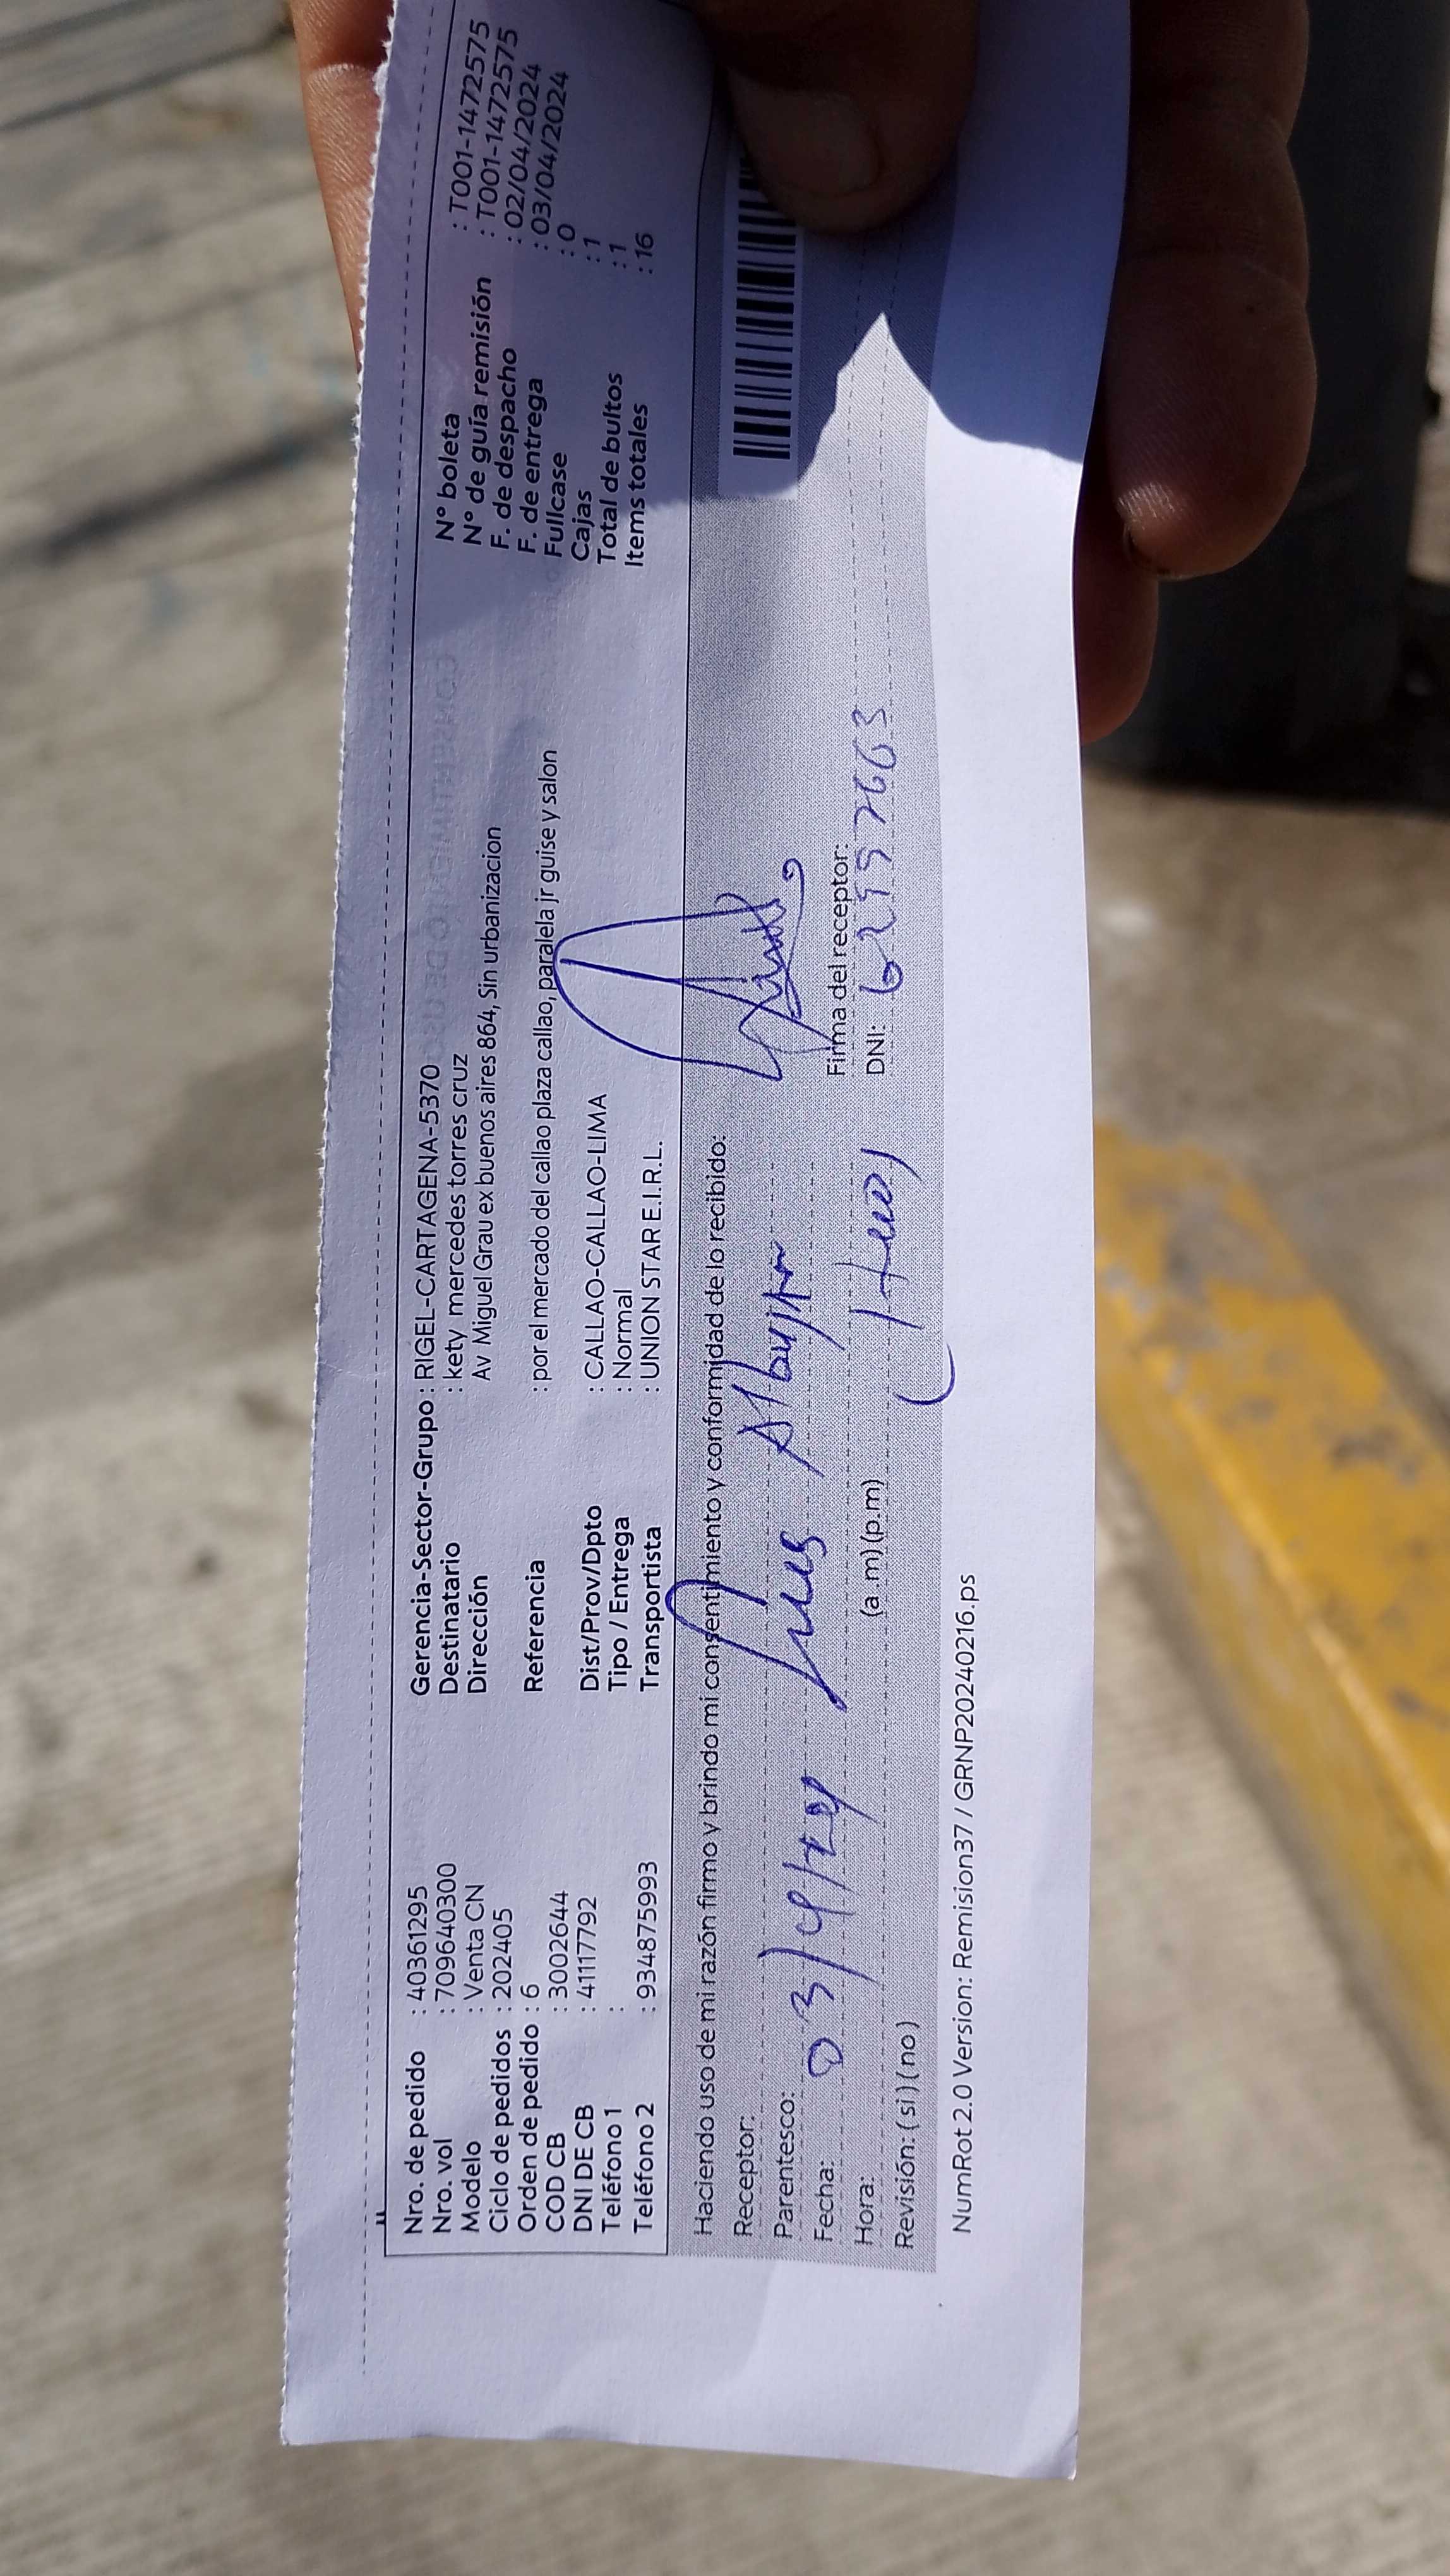 Nro. de pedido : 40361295 Gerencia-Sector-Grupo : RIGEL-CARTAGENA-5370 N° boleta : T001-1472575
Nro. vol : 709640300 Destinatario : kety mercedes torres cruz N° de guía remisión : T001-1472575
Modelo : Venta CN Dirección Av Miguel Grau ex buenos aires 864, Sin urbanizacion F. de despacho : 02/04/2024
Ciclo de pedidos : 202405 F. de entrega : 03/04/2024
Orden de pedido : 6 Referencia : por el mercado del callao plaza callao, paralela jr guise y salon Fullcase : 0
COD CB : 3002644 Cajas : 1
DNI DE CB : 41117792 Dist/Prov/Dpto : CALLAO-CALLAO-LIMA Total de bultos : 1
Teléfono 1 : Tipo / Entrega : Normal Items totales : 16
Teléfono 2 : 934875993 Transportista : UNION STAR E.I.R.L.
Haciendo uso de mi razón firmo y brindo mi consentimiento y conformidad de lo recibido:
Receptor: Luis
Parentesco:
Fecha: 03/4/24 Firma del receptor:
Hora: (a .m) (p.m) DNI:
Revisión: ( si ) ( no )
NumRot 2.0 Version: Remision37 / GRNP20240216.ps